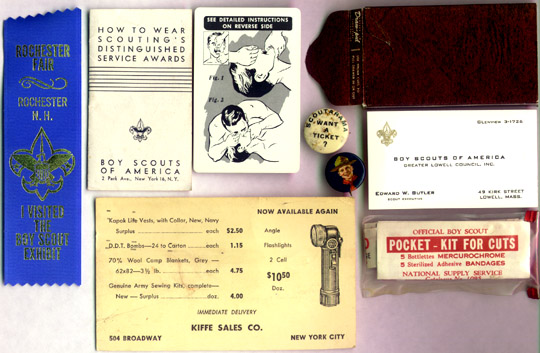 ROCHESTER
FAIR
ROCHESTER
N.H.
I VISITED
THE
BOY SCOUT
EXHIBIT
HOW TO WEAR
SCOUTING'S
DISTINGUISHED
SERVICE AWARDS
BOY SCOUTS
OF AMERICA
2 Park Ave., New York 16, N.Y.
SEE DETAILED INSTRUCTIONS
ON REVERSE SIDE
Fig. 1
Fig. 2
SCOUTARAMA
WANT
A
TICKET
?
GLenview 3-1726
BOY SCOUTS OF AMERICA
GREATER LOWELL COUNCIL, INC.
EDWARD W. BUTLER
SCOUT EXECUTIVE
49 KIRK STREET
LOWELL, MASS.
NOW AVAILABLE AGAIN
Kapok Life Vests, with Collar, New, Navy
Surplus ........ each $2.50
D.D.T. Bombs—24 to Carton ....each 1.15
70% Wool Comp Blankets, Grey —
62x82—3½ lb. ........ each 4.75
Genuine Army Sewing Kits, complete—
New — Surplus ........ doz. 4.00
Angle
Flashlights
2 Cell
$10.50
Doz.
IMMEDIATE DELIVERY
KIFFE SALES CO.
504 BROADWAY
NEW YORK CITY
OFFICIAL BOY SCOUT
POCKET - KIT FOR CUTS
5 Bottlettes MERCUROCHROME
5 Sterilized Adhesive BANDAGES
NATIONAL SUPPLY SERVICE